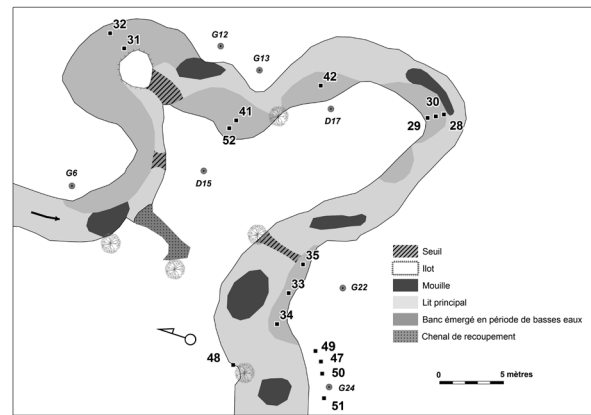 32
31
G12
G13
42
41
52
D17
30
29
28
G6
D15
35
33
G22
34
48
49
47
50
G24
51
Seuil
Ilot
Mouille
Lit principal
Banc émergé en période de basses eaux
Chenal de recoupement
0 5 mètres